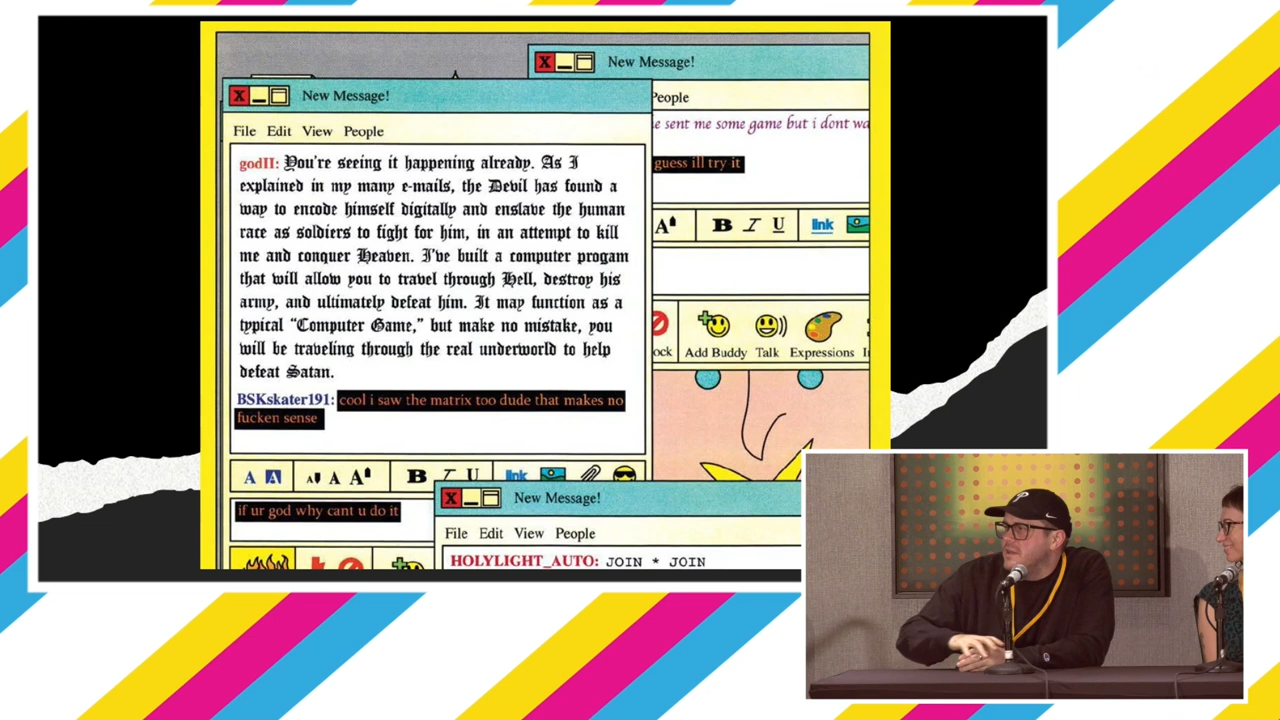 New Message!
People
e sent me some game but i dont wa
guess ill try it
B I U link
ock Add Buddy Talk Expressions
New Message!
File Edit View People
godII: You're seeing it happening already. As I
explained in my many e-mails, the Devil has found a
way to encode himself digitally and enslave the human
race as soldiers to fight for him, in an attempt to kill
me and conquer Heaven. I've built a computer progam
that will allow you to travel through Hell, destroy his
army, and ultimately defeat him. It may function as a
typical “Computer Game,” but make no mistake, you
will be traveling through the real underworld to help
defeat Satan.
BSKskater191: cool i saw the matrix too dude that makes no
fucken sense
A A A A A B I U link
if ur god why cant u do it
New Message!
File Edit View People
HOLYLIGHT_AUTO: JOIN * JOIN